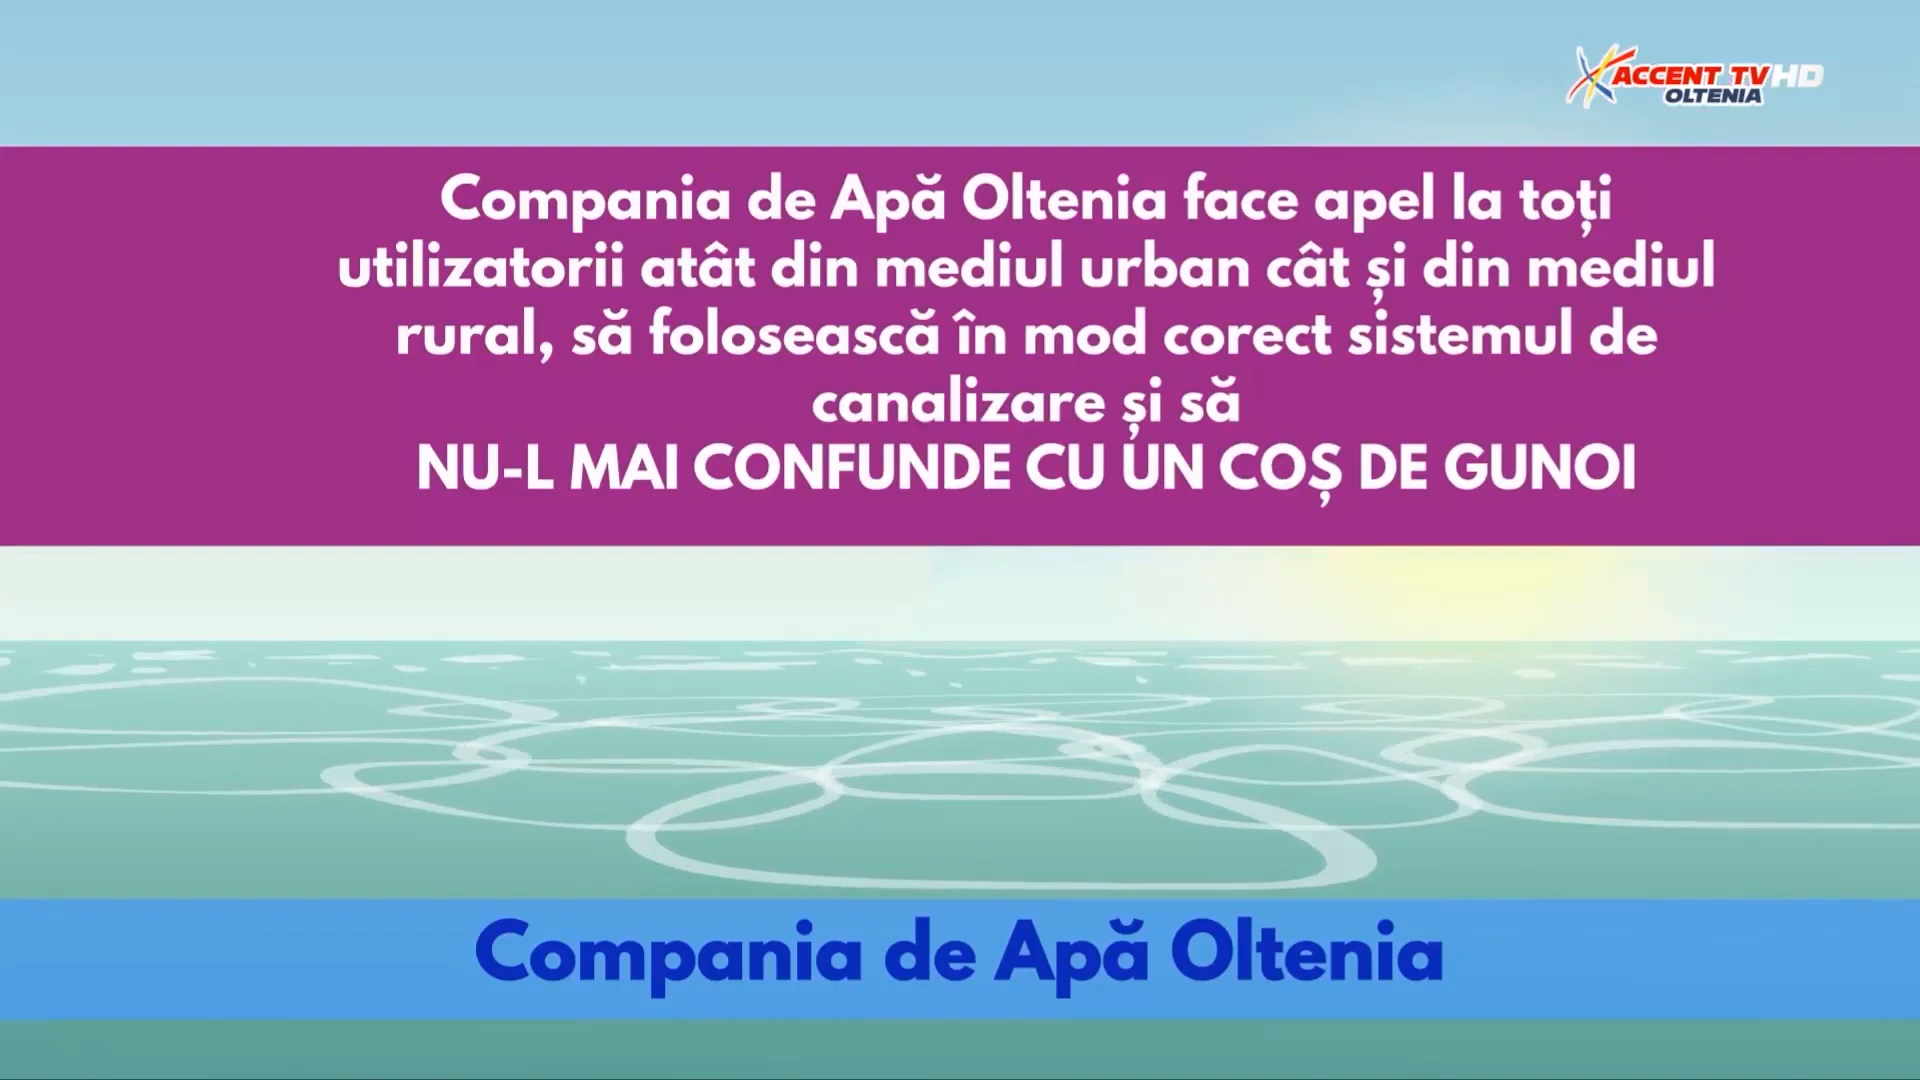 ACCENT TV HD
OLTENIA
Compania de Apă Oltenia face apel la toți
utilizatorii atât din mediul urban cât și din mediul
rural, să folosească în mod corect sistemul de
canalizare și să
NU-L MAI CONFUNDE CU UN COȘ DE GUNOI
Compania de Apă Oltenia